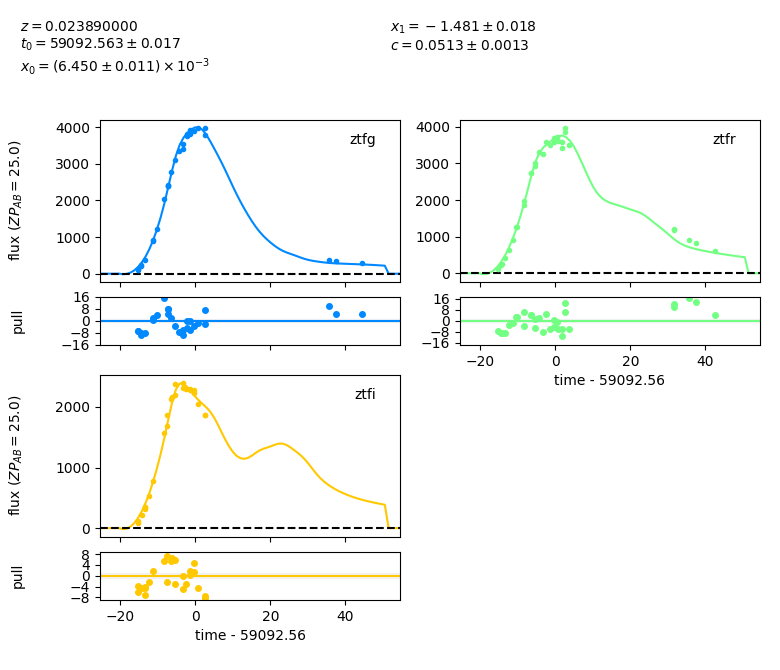 z = 0.023890000
t0 = 59092.563 ± 0.017
x0 = (6.450 ± 0.011) × 10^−3
x1 = −1.481 ± 0.018
c = 0.0513 ± 0.0013
4000
3000
2000
1000
0
flux (ZP_AB = 25.0)
ztfg
16
8
0
−8
−16
pull
4000
3000
2000
1000
0
ztfr
16
8
0
−8
−16
−20 0 20 40
time - 59092.56
2000
1000
0
flux (ZP_AB = 25.0)
ztfi
8
4
0
−4
−8
pull
−20 0 20 40
time - 59092.56